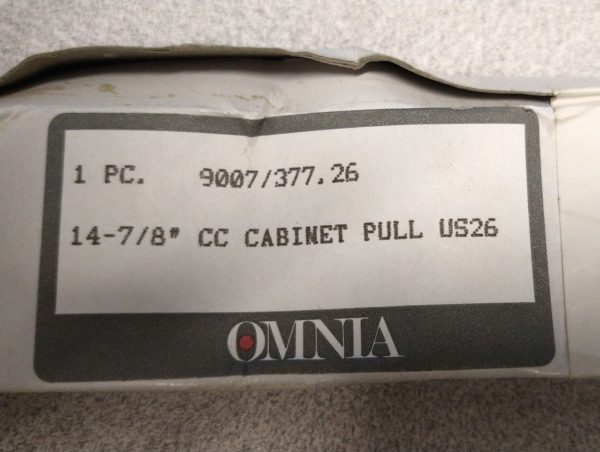 1 PC. 9007/377.26
14-7/8" CC CABINET PULL US26
OMNIA